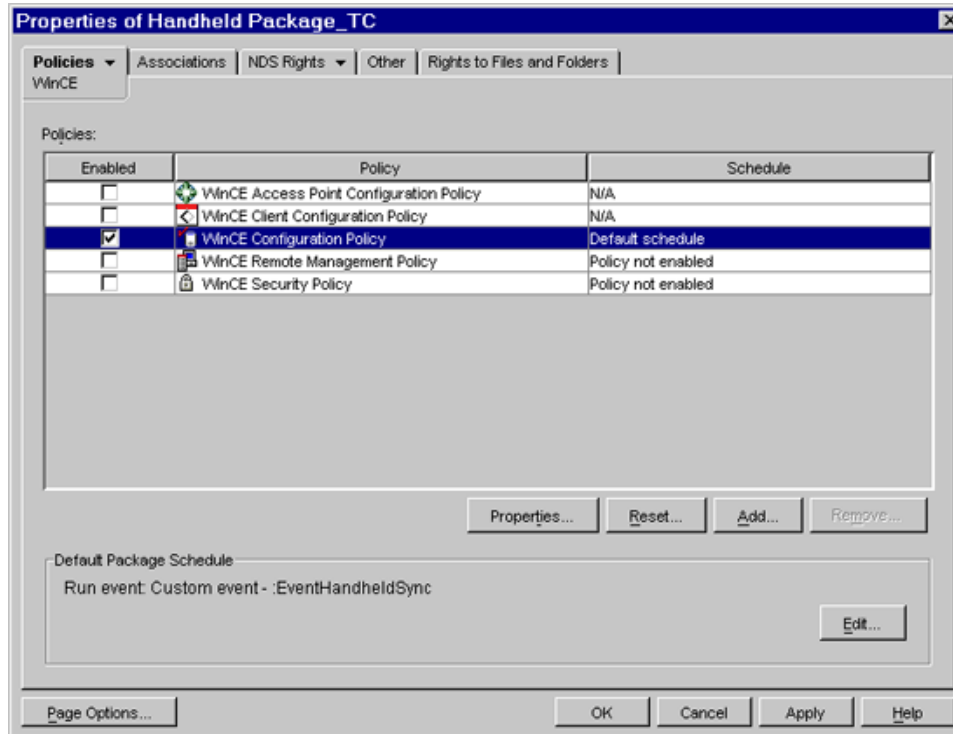 Properties of Handheld Package_TC
Policies Associations NDS Rights Other Rights to Files and Folders
WinCE
Policies:
Enabled Policy Schedule
WinCE Access Point Configuration Policy N/A
WinCE Client Configuration Policy N/A
WinCE Configuration Policy Default schedule
WinCE Remote Management Policy Policy not enabled
WinCE Security Policy Policy not enabled
Properties... Reset... Add... Remove...
Default Package Schedule
Run event: Custom event - :EventHandheldSync
Edit...
Page Options... OK Cancel Apply Help